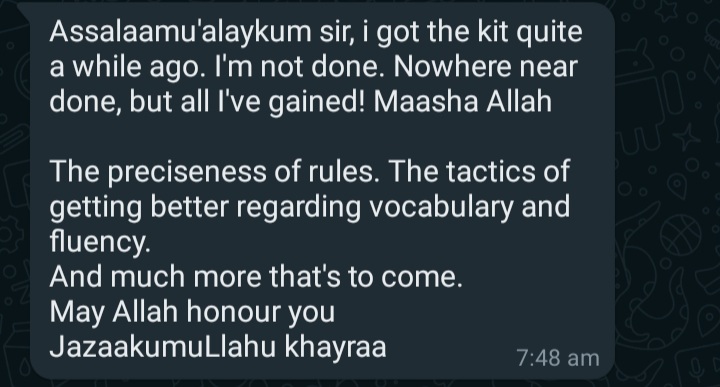 Assalaamu'alaykum sir, i got the kit quite
a while ago. I'm not done. Nowhere near
done, but all I've gained! Maasha Allah
The preciseness of rules. The tactics of
getting better regarding vocabulary and
fluency.
And much more that's to come.
May Allah honour you
JazaakumuLlahu khayraa
7:48 am